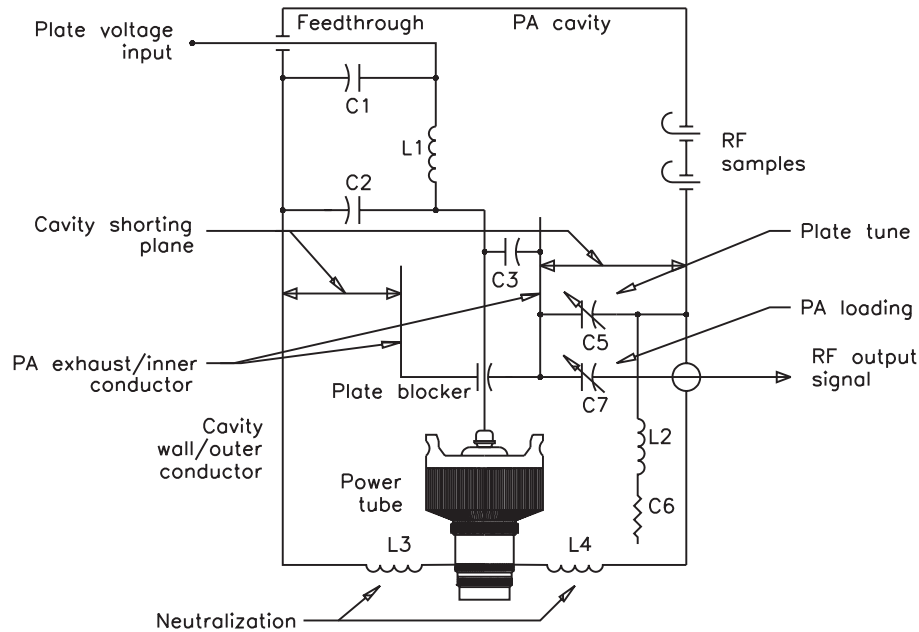 Feedthrough
PA cavity
Plate voltage
input
C1
L1
RF
samples
C2
Cavity shorting
plane
Plate tune
C3
PA loading
C5
PA exhaust/inner
conductor
RF output
signal
Plate blocker
C7
Cavity
wall/outer
conductor
L2
Power
tube
C6
L3
L4
Neutralization